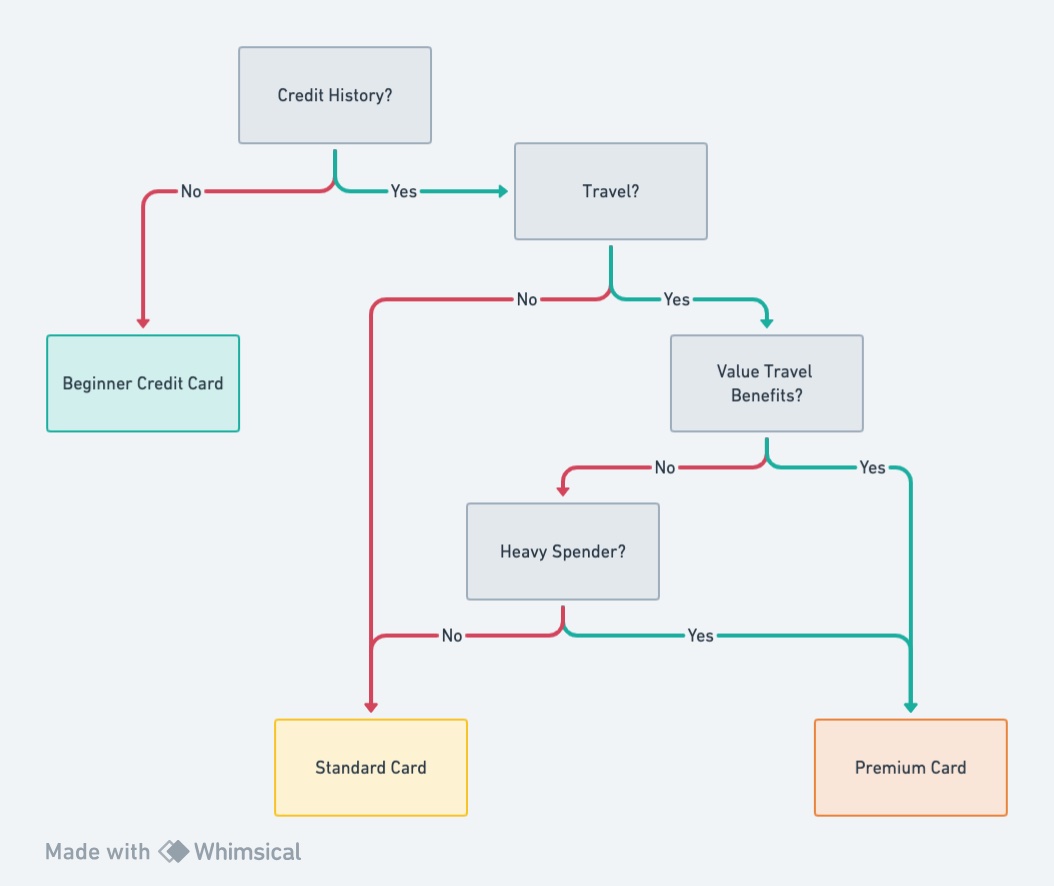 Credit History?
No
Yes
Travel?
No
Yes
Beginner Credit Card
Value Travel
Benefits?
No
Yes
Heavy Spender?
No
Yes
Standard Card
Premium Card
Made with Whimsical